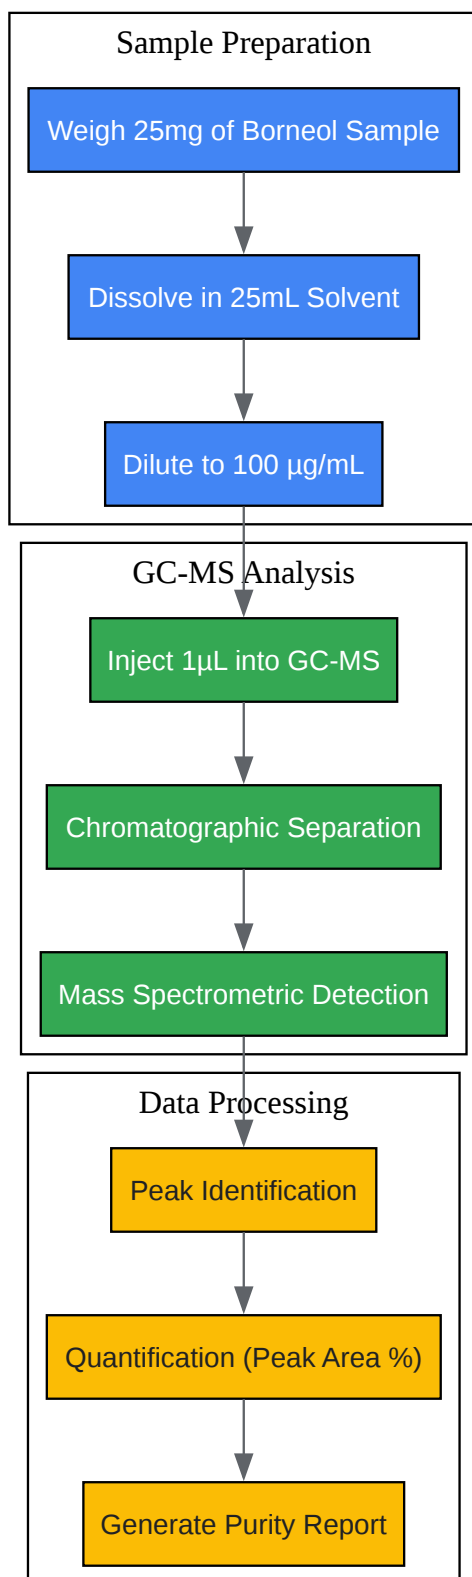 Sample Preparation
Weigh 25mg of Borneol Sample
Dissolve in 25mL Solvent
Dilute to 100 µg/mL
GC-MS Analysis
Inject 1µL into GC-MS
Chromatographic Separation
Mass Spectrometric Detection
Data Processing
Peak Identification
Quantification (Peak Area %)
Generate Purity Report